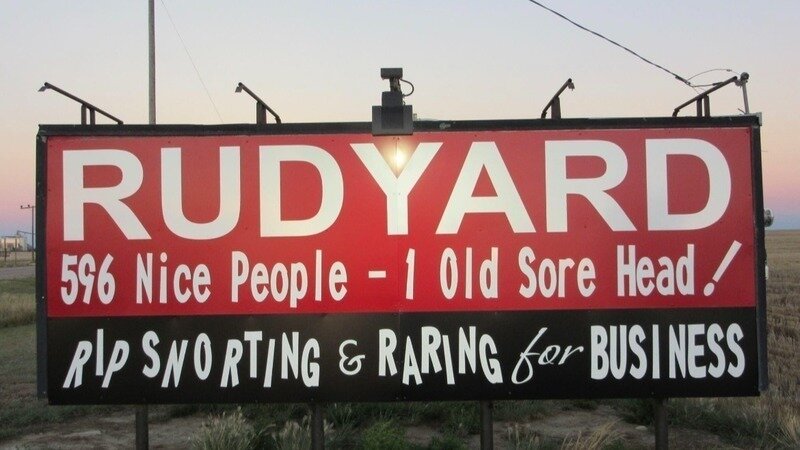 RUDYARD
596 Nice People - 1 Old Sore Head!
RIP SNORTING & RARING for BUSINESS